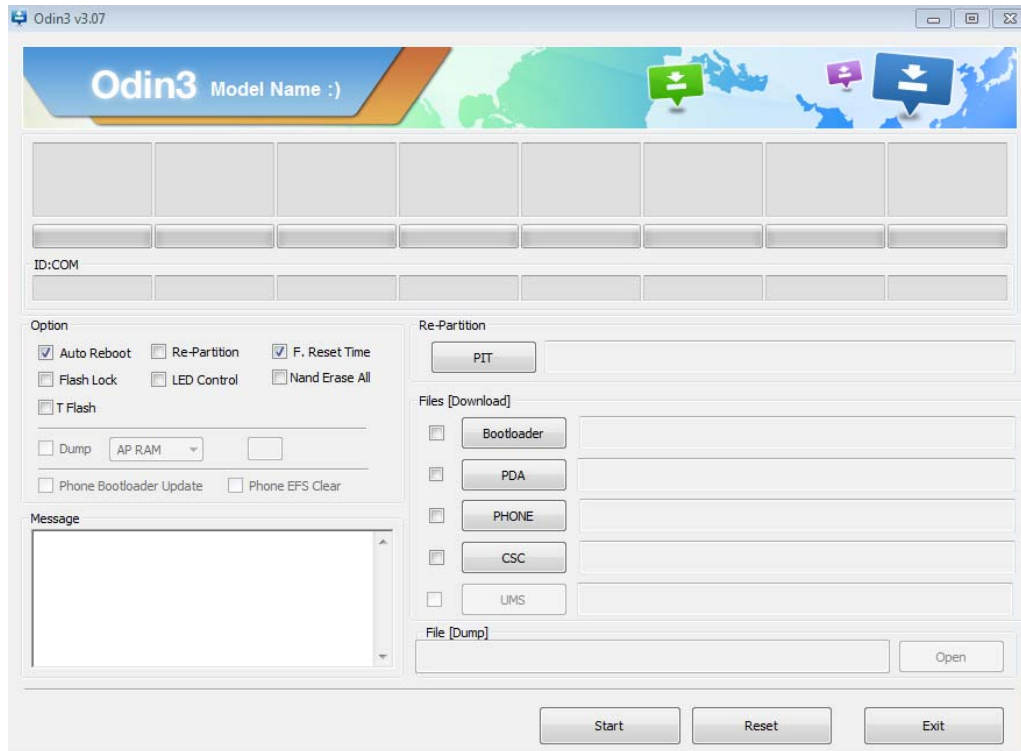 Odin3 v3.07
Odin3 Model Name :)
ID:COM
Option
Auto Reboot Re-Partition F. Reset Time
Flash Lock LED Control Nand Erase All
T Flash
Dump AP RAM
Phone Bootloader Update Phone EFS Clear
Message
Re-Partition
PIT
Files [Download]
Bootloader
PDA
PHONE
CSC
UMS
File [Dump]
Open
Start Reset Exit